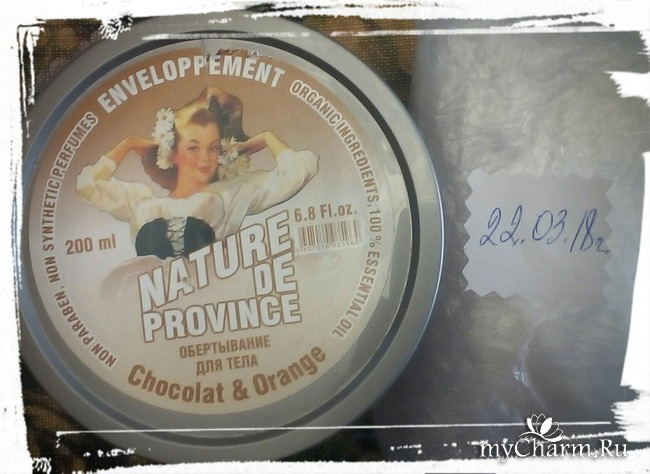 ENVELOPPEMENT
NON PARABEN, NON SYNTHETIC PERFUMES
ORGANIC INGREDIENTS, 100% ESSENTIAL OIL
200 ml
6.8 Fl.oz.
NATURE
DE
PROVINCE
ОБЕРТЫВАНИЕ
ДЛЯ ТЕЛА
Chocolat & Orange
22.03.18г.
myCharm.Ru